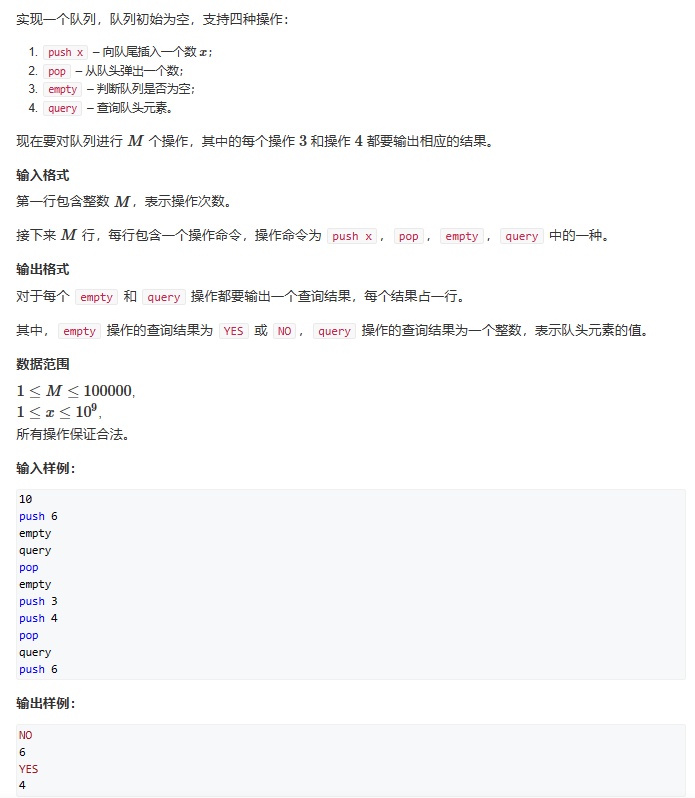 实现一个队列，队列初始为空，支持四种操作：
1. push x – 向队尾插入一个数 x；
2. pop – 从队头弹出一个数；
3. empty – 判断队列是否为空；
4. query – 查询队头元素。
现在要对队列进行 M 个操作，其中的每个操作 3 和操作 4 都要输出相应的结果。
输入格式
第一行包含整数 M，表示操作次数。
接下来 M 行，每行包含一个操作命令，操作命令为 push x， pop， empty， query 中的一种。
输出格式
对于每个 empty 和 query 操作都要输出一个查询结果，每个结果占一行。
其中， empty 操作的查询结果为 YES 或 NO， query 操作的查询结果为一个整数，表示队头元素的值。
数据范围
1 ≤ M ≤ 100000,
1 ≤ x ≤ 10⁹,
所有操作保证合法。
输入样例：
10
push 6
empty
query
pop
empty
push 3
push 4
pop
query
push 6
输出样例：
NO
6
YES
4